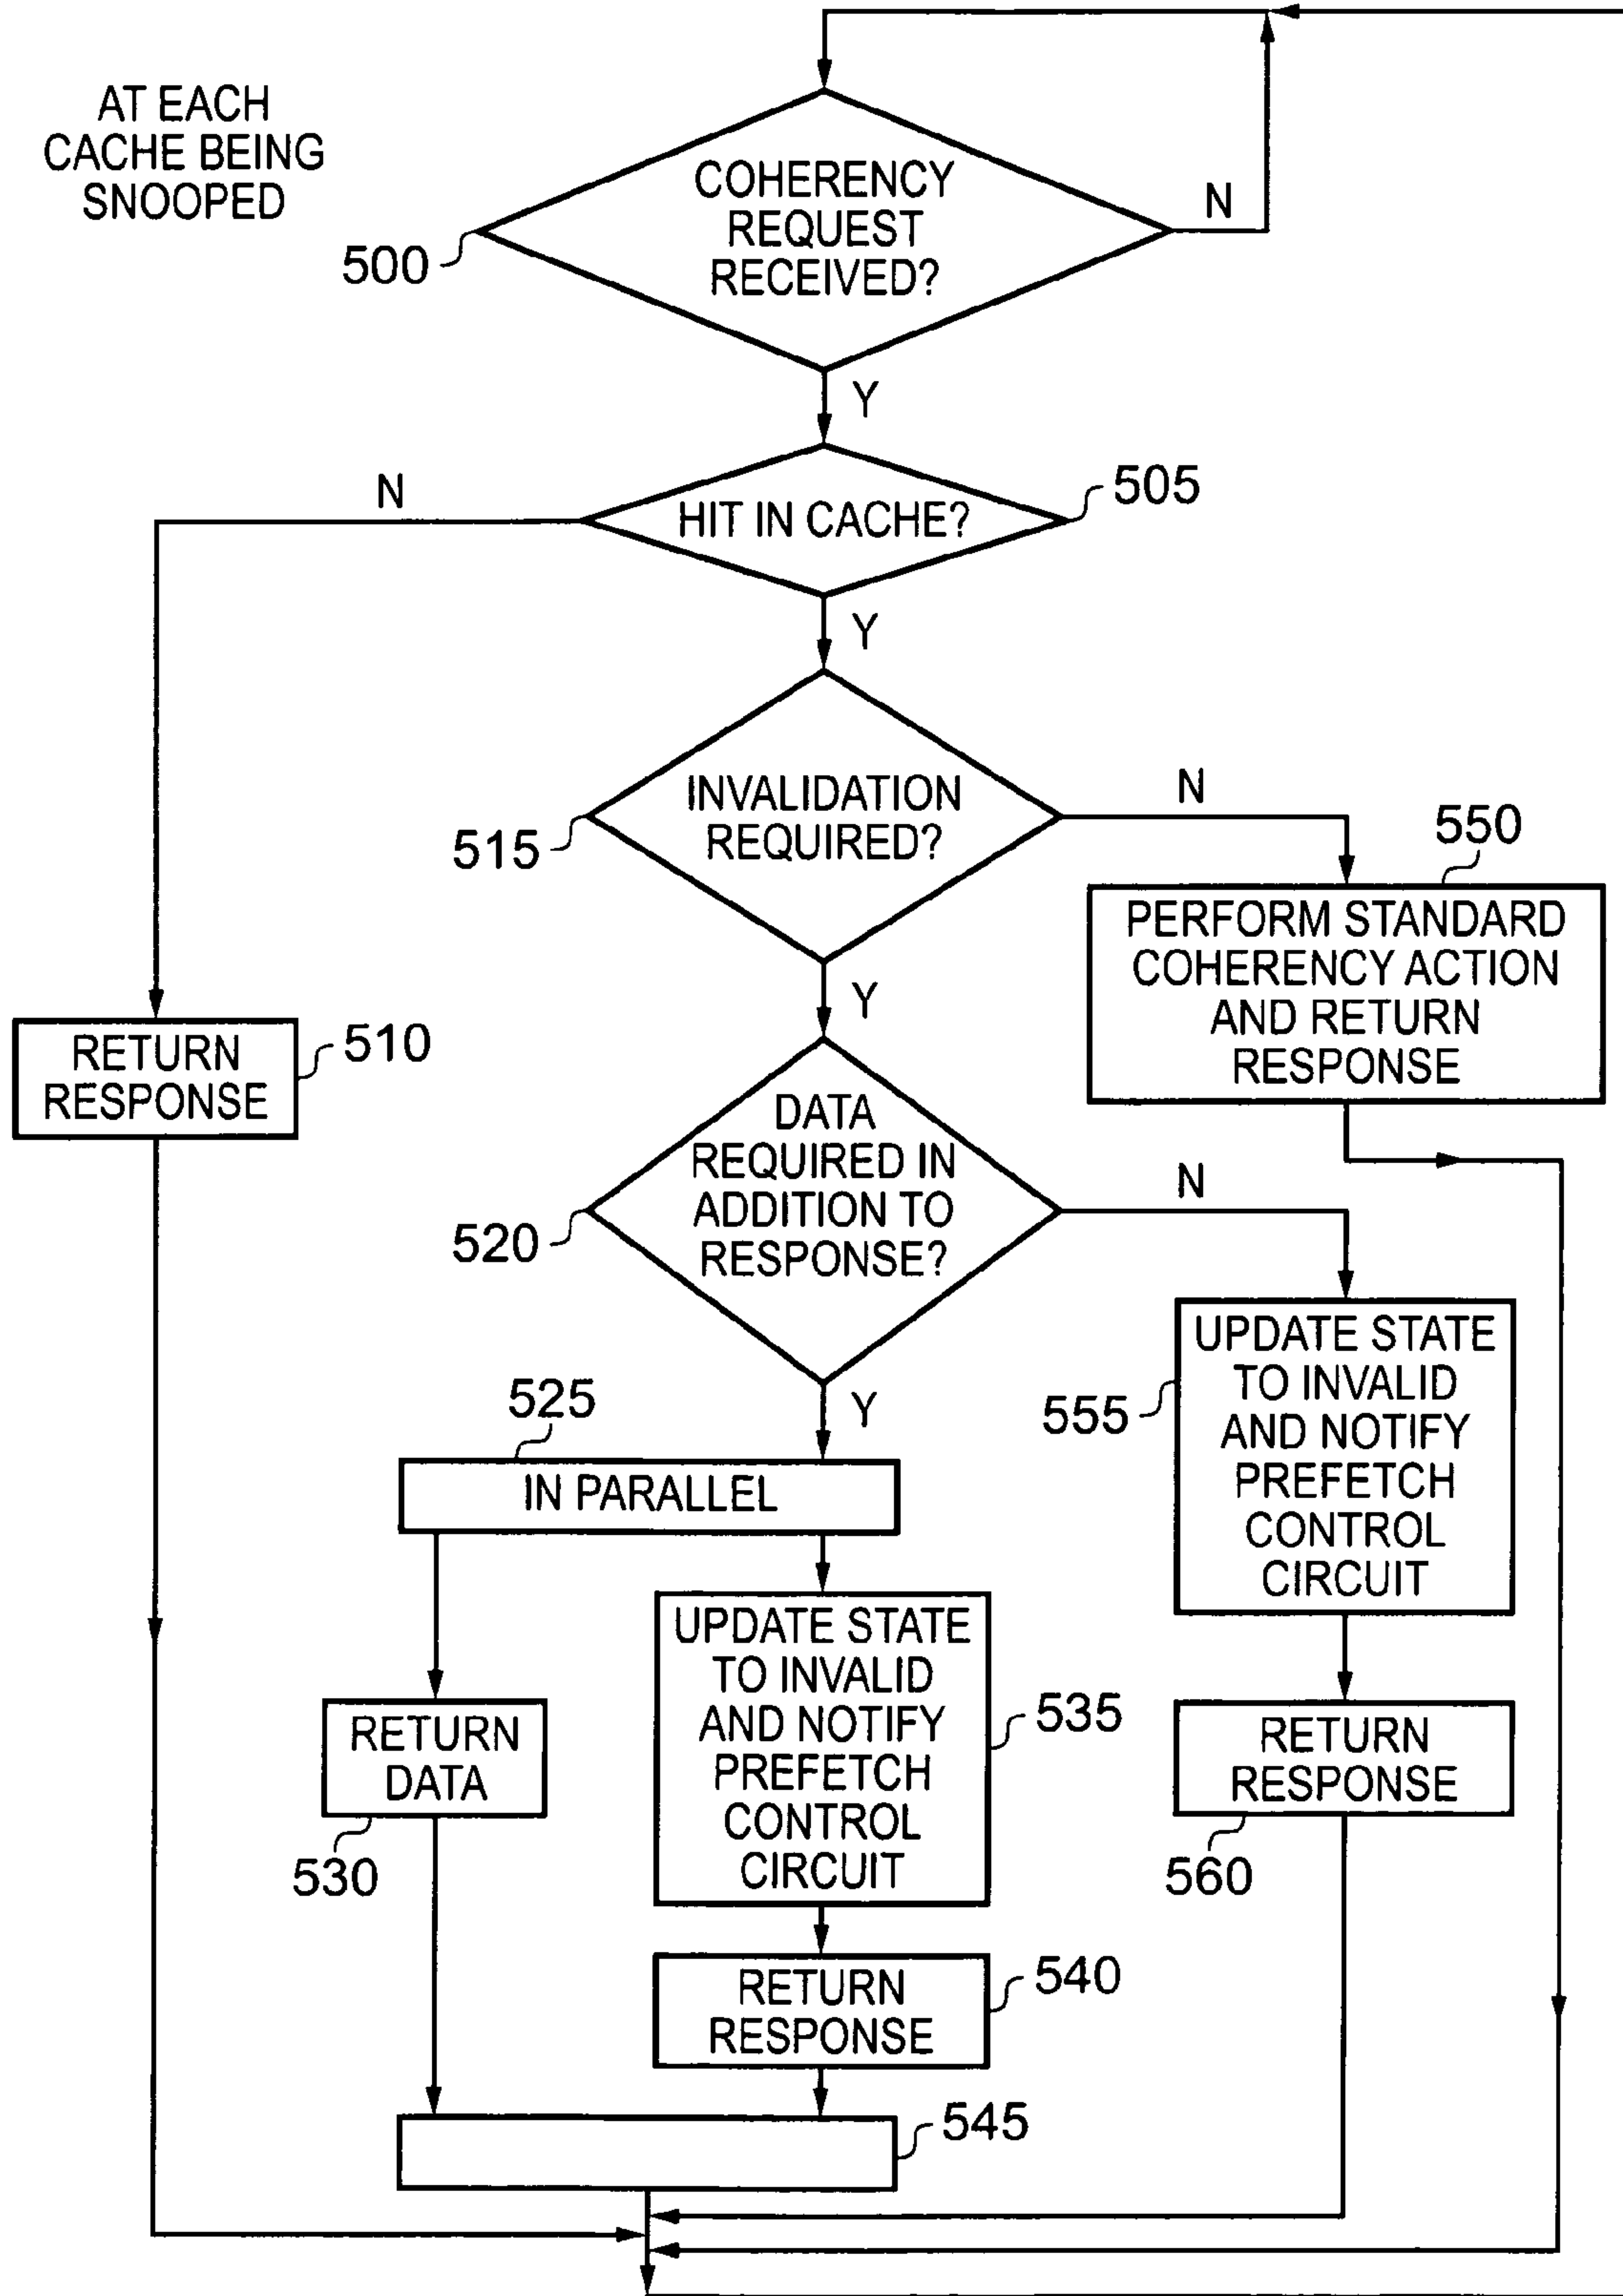 AT EACH
CACHE BEING
SNOOPED
COHERENCY
REQUEST
RECEIVED?
N
500
Y
HIT IN CACHE?
505
N
Y
INVALIDATION
REQUIRED?
515
N
550
PERFORM STANDARD
COHERENCY ACTION
AND RETURN
RESPONSE
Y
RETURN
RESPONSE
510
DATA
REQUIRED IN
ADDITION TO
RESPONSE?
520
N
Y
525
IN PARALLEL
UPDATE STATE
TO INVALID
AND NOTIFY
PREFETCH
CONTROL
CIRCUIT
555
RETURN
DATA
530
UPDATE STATE
TO INVALID
AND NOTIFY
PREFETCH
CONTROL
CIRCUIT
535
RETURN
RESPONSE
560
RETURN
RESPONSE
540
545